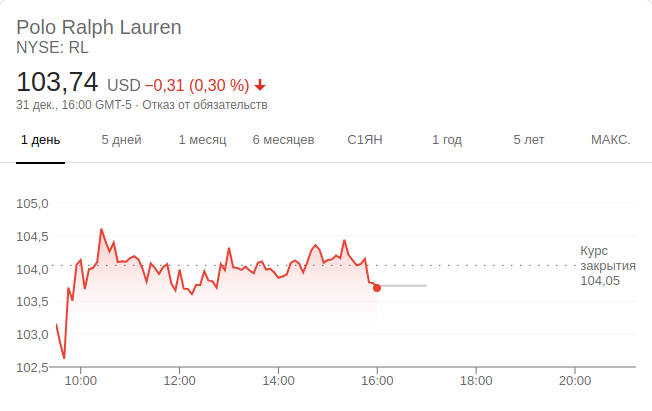 Polo Ralph Lauren
NYSE: RL
103,74 USD −0,31 (0,30 %)
31 дек., 16:00 GMT-5 · Отказ от обязательств
1 день 5 дней 1 месяц 6 месяцев С1ЯН 1 год 5 лет МАКС.
105,0
104,5
104,0
103,5
103,0
102,5
Курс
закрытия
104,05
10:00 12:00 14:00 16:00 18:00 20:00